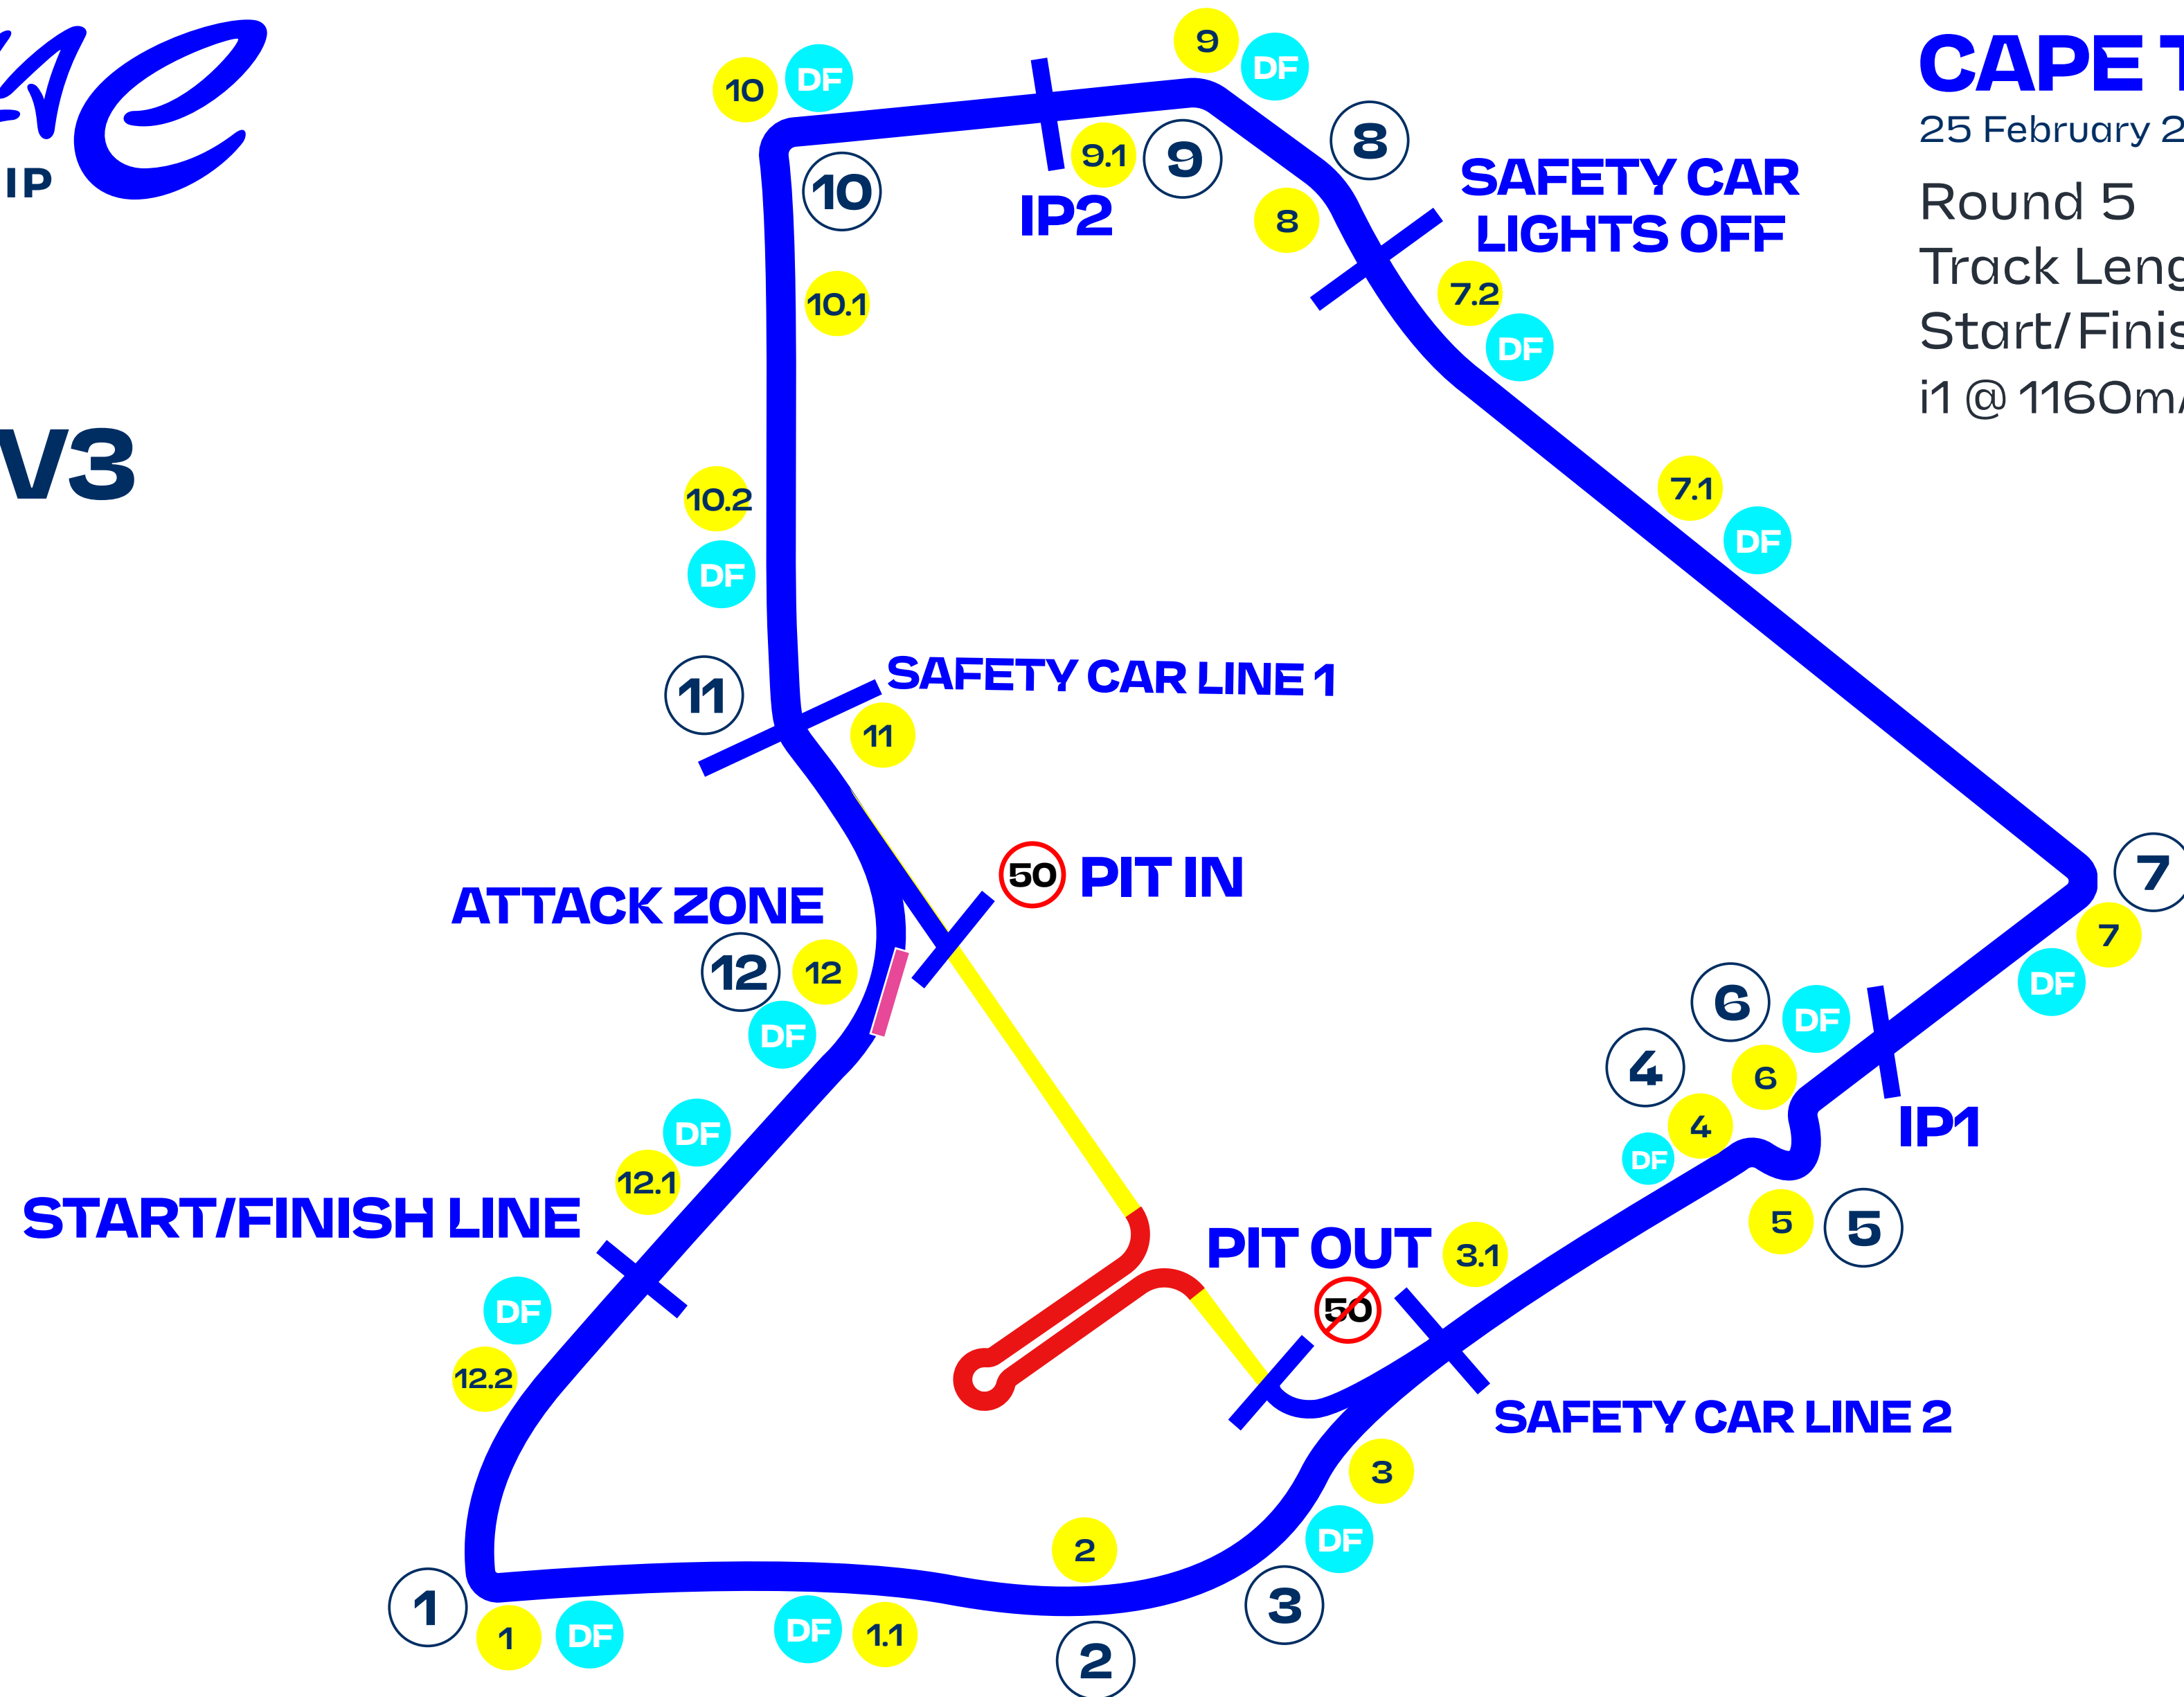 IP
V3
CAPE
25 February
Round 5
Track
i1 @ 1160m
9
DF
10
DF
8
9.1
9
IP2
10
8
SAFETY CAR
LIGHTS OFF
7.2
DF
10.1
10.2
DF
7.1
DF
11
SAFETY CAR LINE 1
11
50 PIT IN
ATTACK ZONE
12
12
DF
7
7
DF
6
DF
6
4
4
DF
IP1
5
5
DF
12.1
START/FINISH LINE
DF
12.2
PIT OUT
3.1
50
SAFETY CAR LINE 2
3
DF
2
3
1
1
DF
DF
1.1
2